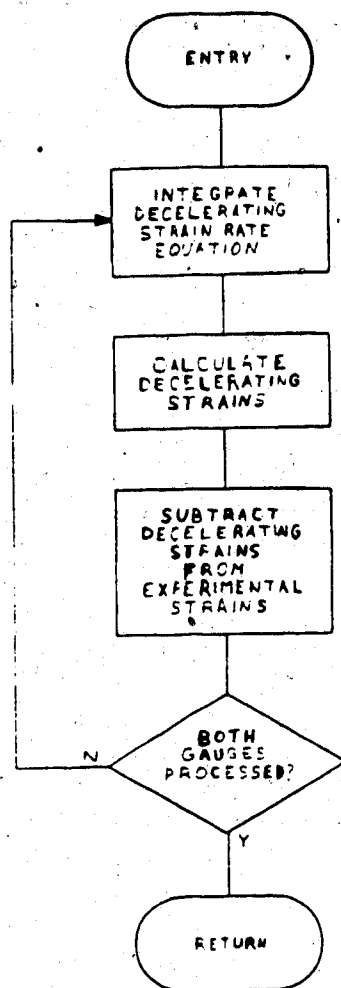 ENTRY
INTEGRATE
DECELERATING
STRAIN RATE
EQUATION
CALCULATE
DECELERATING
STRAINS
SUBTRACT
DECELERATING
STRAINS
FROM
EXPERIMENTAL
STRAINS
BOTH
GAUGES
PROCESSED?
N
Y
RETURN